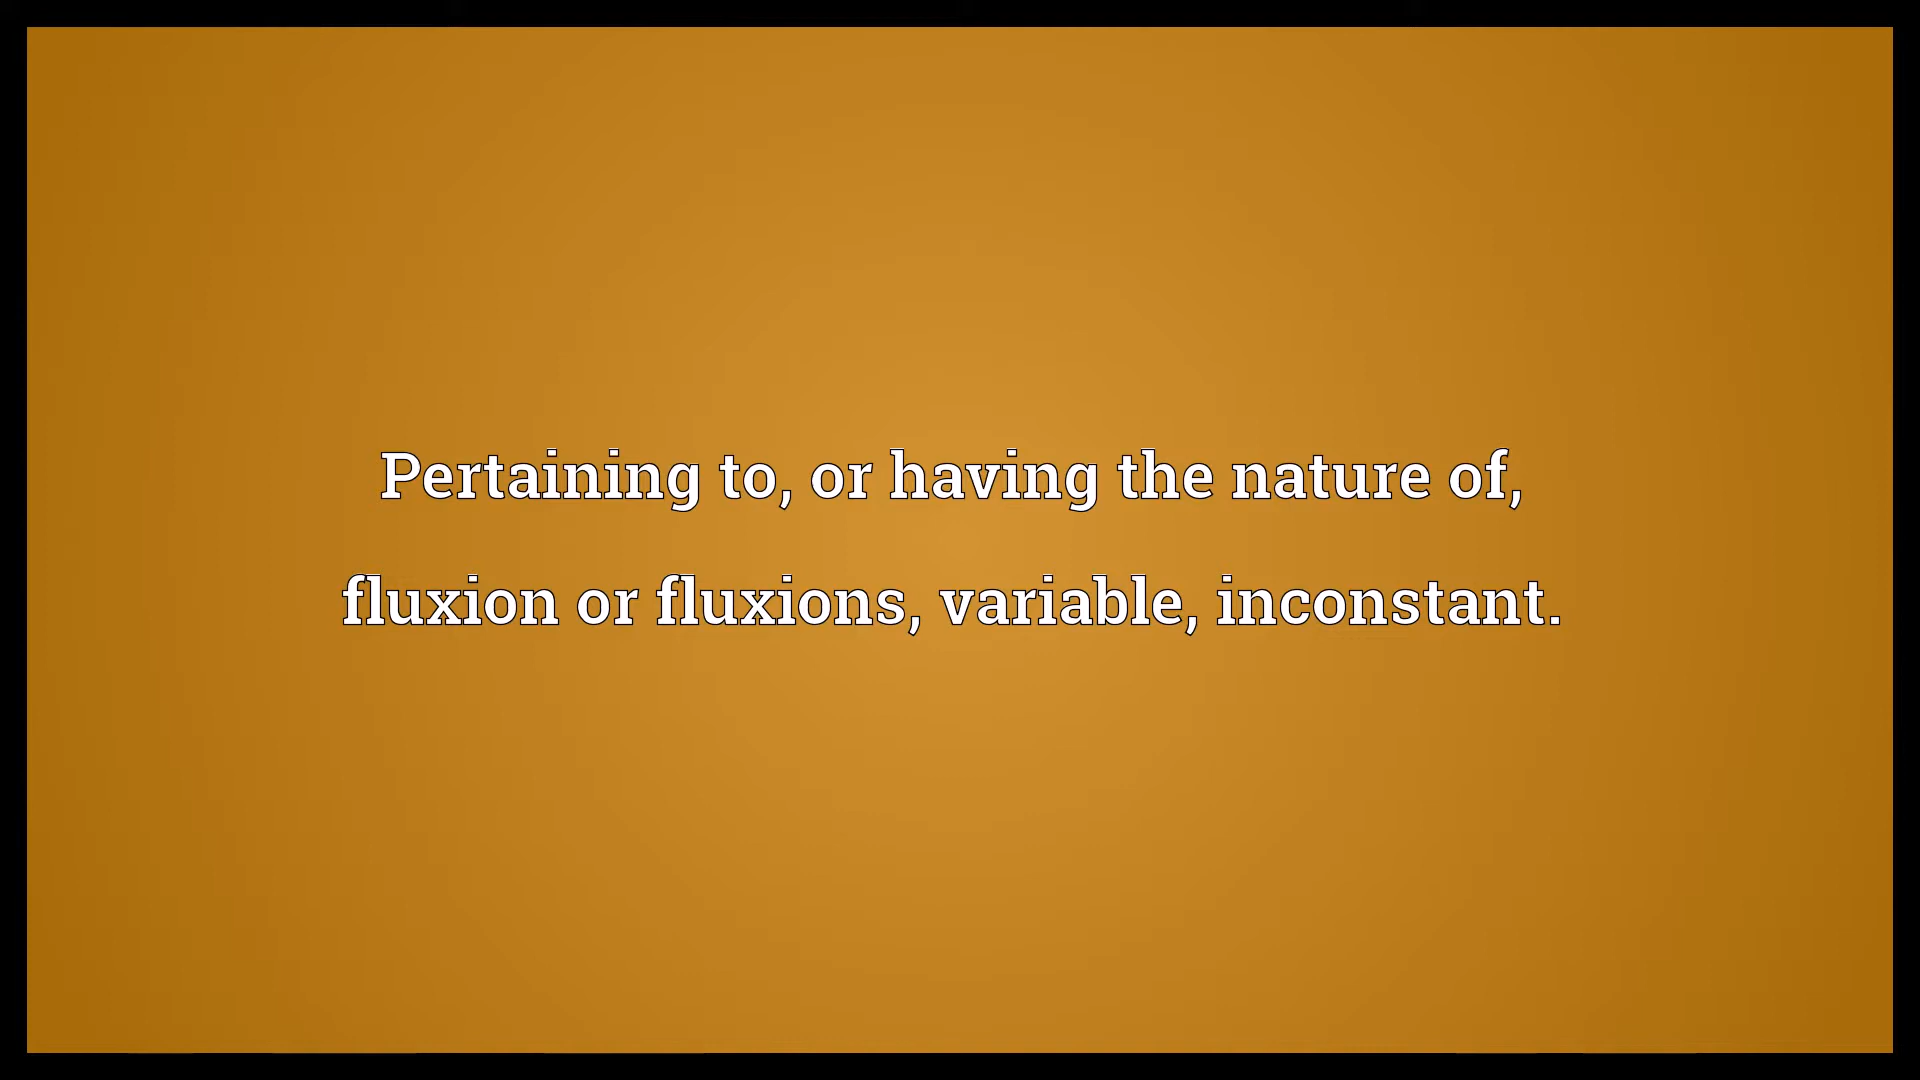 Pertaining to, or having the nature of,
fluxion or fluxions, variable, inconstant.